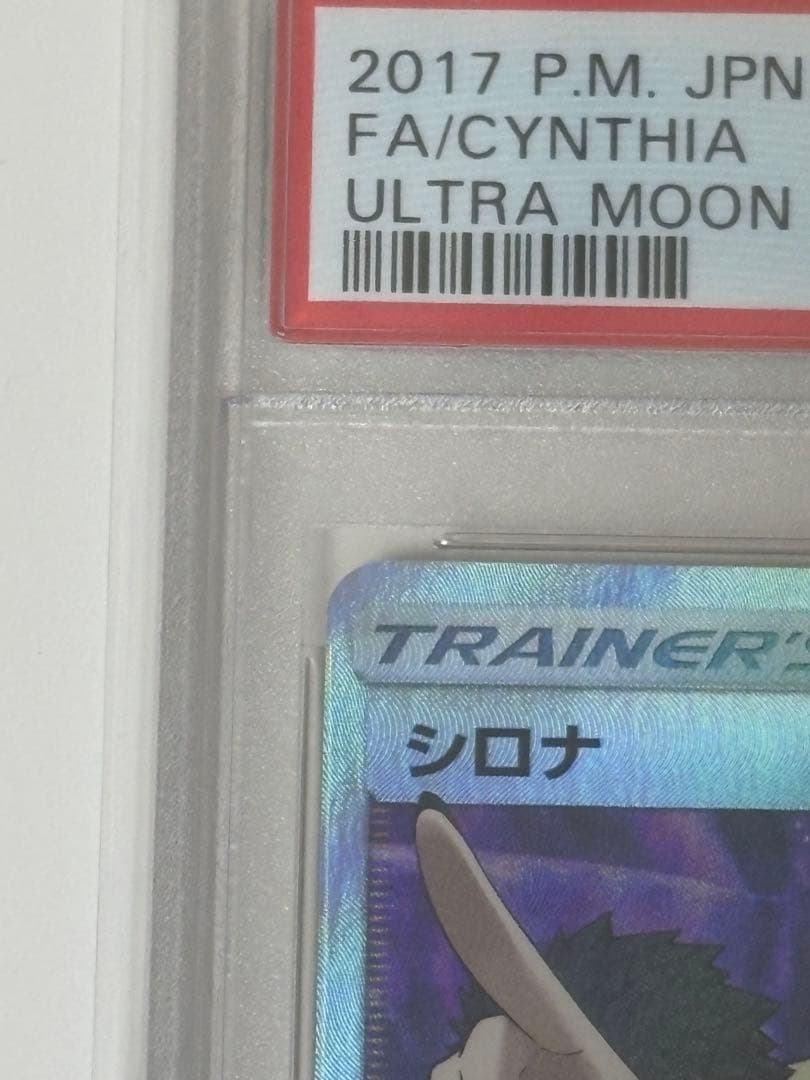 2017 P.M. JPN
FA/CYNTHIA
ULTRA MOON
TRAINER'S
シロナ